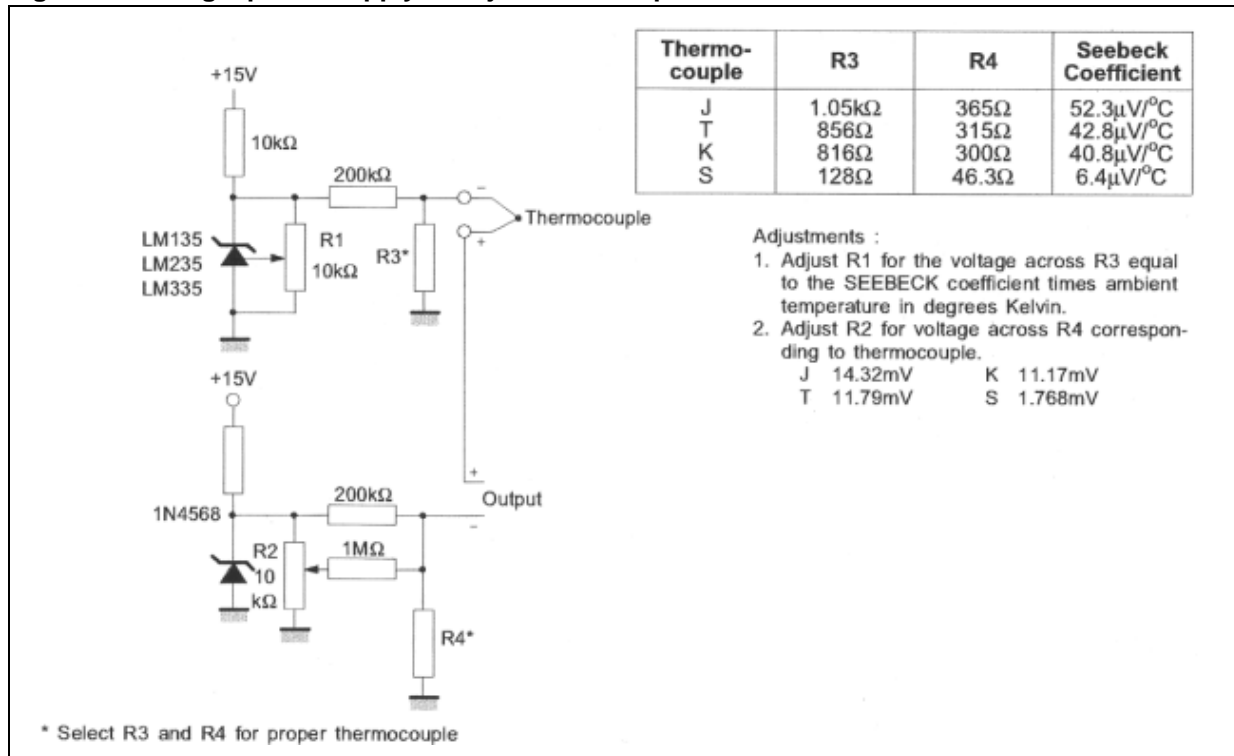 +15V
10kΩ
200kΩ
−
Thermocouple
+
LM135
LM235
LM335
R1
10kΩ
R3*
+15V
+
Output
−
200kΩ
1N4568
R2
10
kΩ
1MΩ
R4*
* Select R3 and R4 for proper thermocouple
Thermo-
couple R3 R4 Seebeck
Coefficient
J 1.05kΩ 365Ω 52.3µV/°C
T 856Ω 315Ω 42.8µV/°C
K 816Ω 300Ω 40.8µV/°C
S 128Ω 46.3Ω 6.4µV/°C
Adjustments :
1. Adjust R1 for the voltage across R3 equal
to the SEEBECK coefficient times ambient
temperature in degrees Kelvin.
2. Adjust R2 for voltage across R4 correspon-
ding to thermocouple.
J 14.32mV K 11.17mV
T 11.79mV S 1.768mV